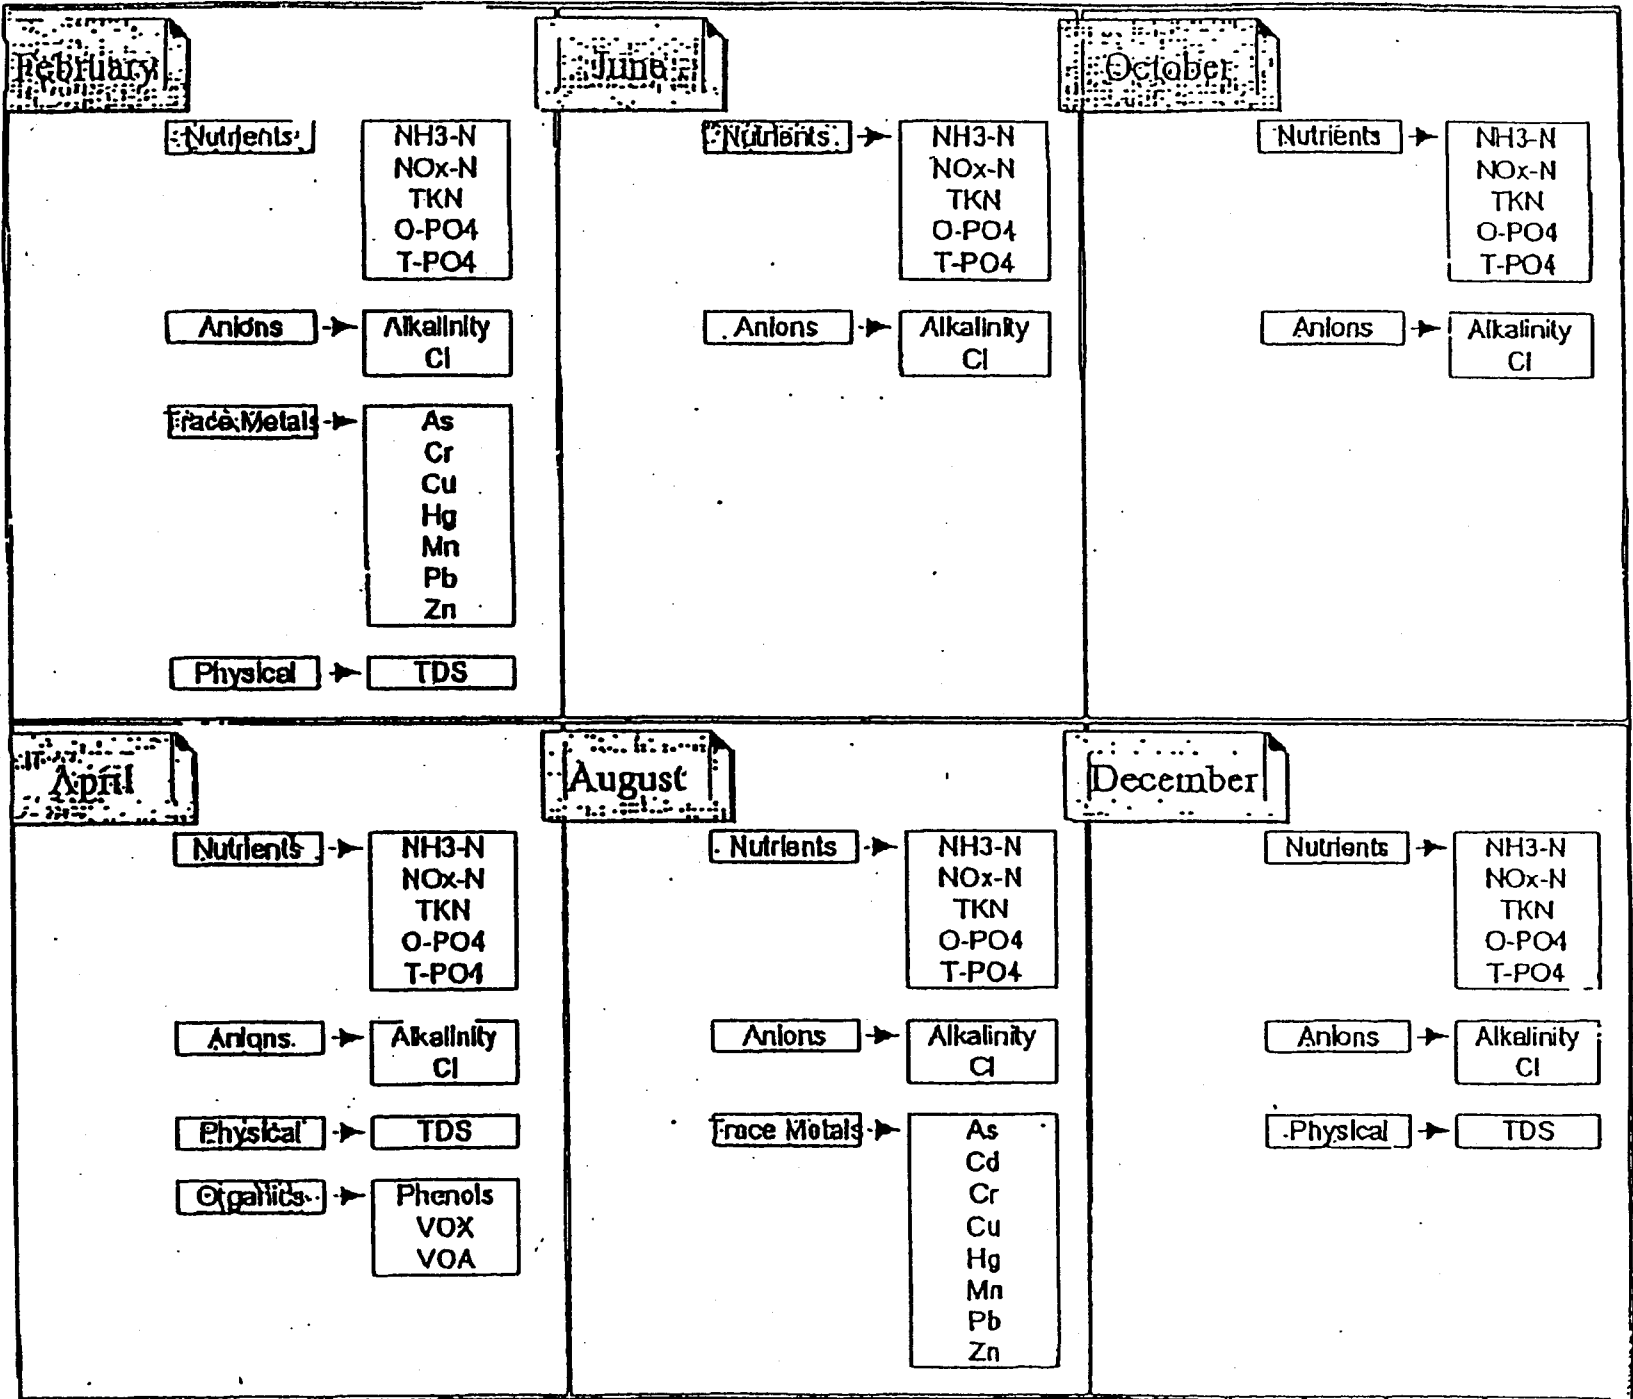 February
Nutrients
NH3-N
NOx-N
TKN
O-PO4
T-PO4
Anions
Alkalinity
Cl
Trace Metals
As
Cr
Cu
Hg
Mn
Pb
Zn
Physical
TDS
June
Nutrients
NH3-N
NOx-N
TKN
O-PO4
T-PO4
Anions
Alkalinity
Cl
October
Nutrients
NH3-N
NOx-N
TKN
O-PO4
T-PO4
Anions
Alkalinity
Cl
April
Nutrients
NH3-N
NOx-N
TKN
O-PO4
T-PO4
Anions
Alkalinity
Cl
Physical
TDS
Organics
Phenols
VOX
VOA
August
Nutrients
NH3-N
NOx-N
TKN
O-PO4
T-PO4
Anions
Alkalinity
Cl
Trace Metals
As
Cd
Cr
Cu
Hg
Mn
Pb
Zn
December
Nutrients
NH3-N
NOx-N
TKN
O-PO4
T-PO4
Anions
Alkalinity
Cl
Physical
TDS